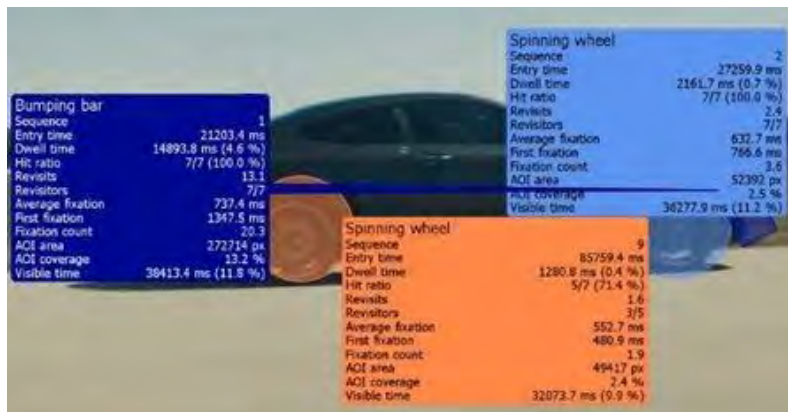 Bumping bar
Sequence 1
Entry time 21203.4 ms
Dwell time 14893.8 ms (4.6 %)
Hit ratio 7/7 (100.0 %)
Revisits 13.1
Revisitors 7/7
Average fixation 737.4 ms
First fixation 1347.5 ms
Fixation count 20.3
AOI area 272714 px
AOI coverage 13.2 %
Visible time 38413.4 ms (11.8 %)
Spinning wheel
Sequence 2
Entry time 27259.9 ms
Dwell time 2161.7 ms (0.7 %)
Hit ratio 7/7 (100.0 %)
Revisits 2.4
Revisitors 7/7
Average fixation 632.7 ms
First fixation 766.6 ms
Fixation count 3.6
AOI area 52392 px
AOI coverage 2.5 %
Visible time 36277.9 ms (11.2 %)
Spinning wheel
Sequence 9
Entry time 85759.4 ms
Dwell time 1280.8 ms (0.4 %)
Hit ratio 5/7 (71.4 %)
Revisits 1.6
Revisitors 3/5
Average fixation 552.7 ms
First fixation 480.9 ms
Fixation count 1.9
AOI area 49417 px
AOI coverage 2.4 %
Visible time 32073.7 ms (9.9 %)